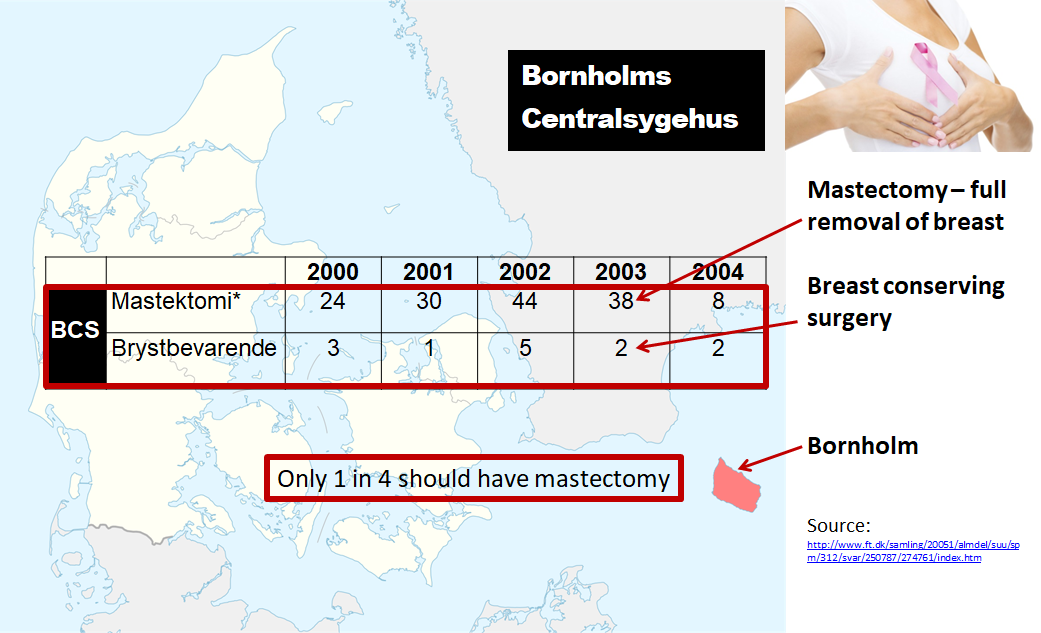 Bornholms
Centralsygehus
Mastectomy – full
removal of breast
2000 2001 2002 2003 2004
BCS
Mastektomi* 24 30 44 38 8
Brystbevarende 3 1 5 2 2
Breast conserving
surgery
Only 1 in 4 should have mastectomy
Bornholm
Source:
http://www.ft.dk/samling/20051/almdel/suu/sp
m/312/svar/250787/274761/index.htm